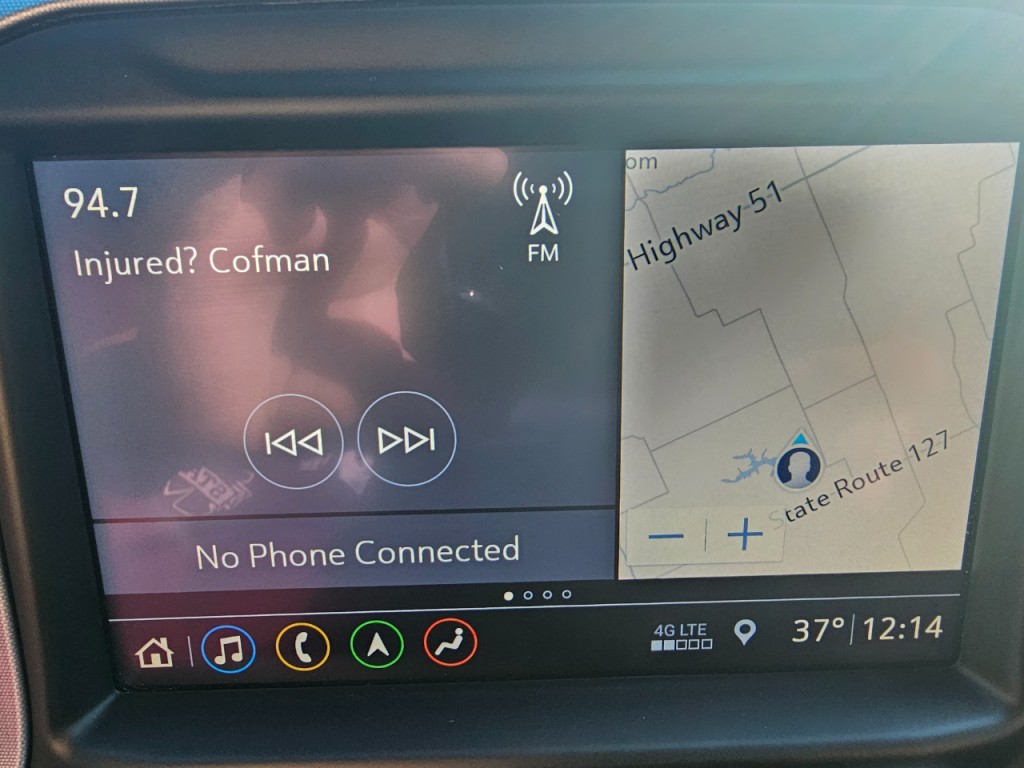 94.7
FM
Injured? Cofman
om
Highway 51
State Route 127
No Phone Connected
4G LTE
37° 12:14